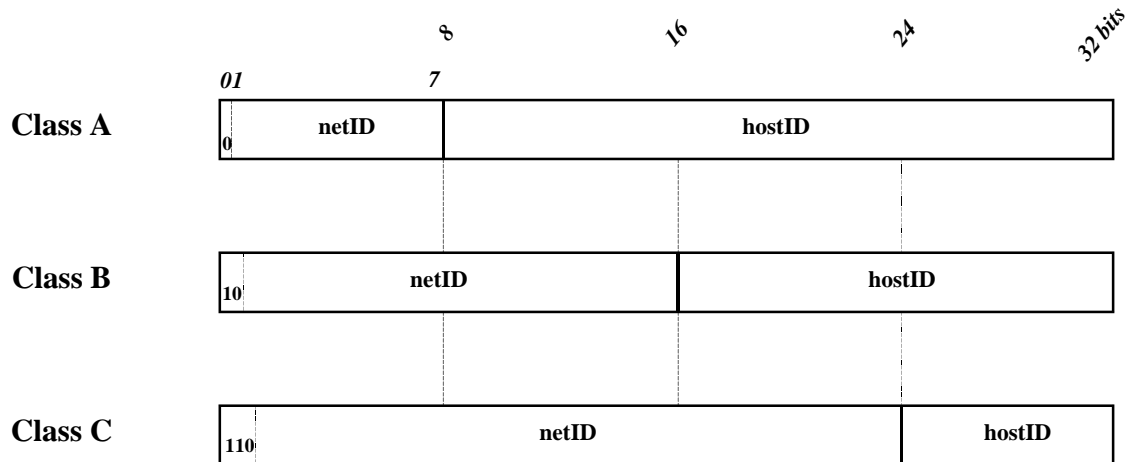 8 16 24 32 bits
01 7
Class A 0 netID hostID
Class B 10 netID hostID
Class C 110 netID hostID